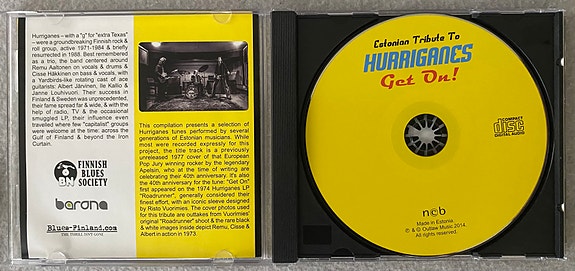 Hurriganes – with a "g" for "extra Texas"
– were a groundbreaking Finnish rock &
roll group, active 1971-1984 & briefly
resurrected in 1988. Best remembered
as a trio, the band centered around
Remu Aaltonen on vocals & drums &
Cisse Häkkinen on bass & vocals, with
a Yardbirds-like rotating cast of ace
guitarists: Albert Järvinen, Ile Kallio &
Janne Louhivuori. Their success in
Finland & Sweden was unprecedented,
their fame spread far & wide, & with the
help of radio, TV & the occasional
smuggled LP, their influence even
travelled where few "capitalist" groups
were welcome at the time: across the
Gulf of Finland & beyond the Iron
Curtain.
FINNISH
BLUES
SOCIETY
barona
Blues-Finland.com
THE THRILL ISN'T GONE
This compilation presents a selection of
Hurriganes tunes performed by several
generations of Estonian musicians. While
most were recorded expressly for this
project, the title track is a previously
unreleased 1977 cover of that European
Pop Jury winning rocker by the legendary
Apelsin, who at the time of writing are
celebrating their 40th anniversary. It's also
the 40th anniversary for the tune: "Get On"
first appeared on the 1974 Hurriganes LP
"Roadrunner", generally considered their
finest effort, with an iconic sleeve designed
by Risto Vuorimies. The cover photos used
for this tribute are outtakes from Vuorimies'
original "Roadrunner" shoot & the rare black
& white images inside depict Remu, Cisse &
Albert in action in 1973.
Estonian Tribute To
HURRIGANES
Get On!
COMPACT
disc
DIGITAL AUDIO
n©b
Made in Estonia
℗ & © Outlaw Music 2014.
All rights reserved.